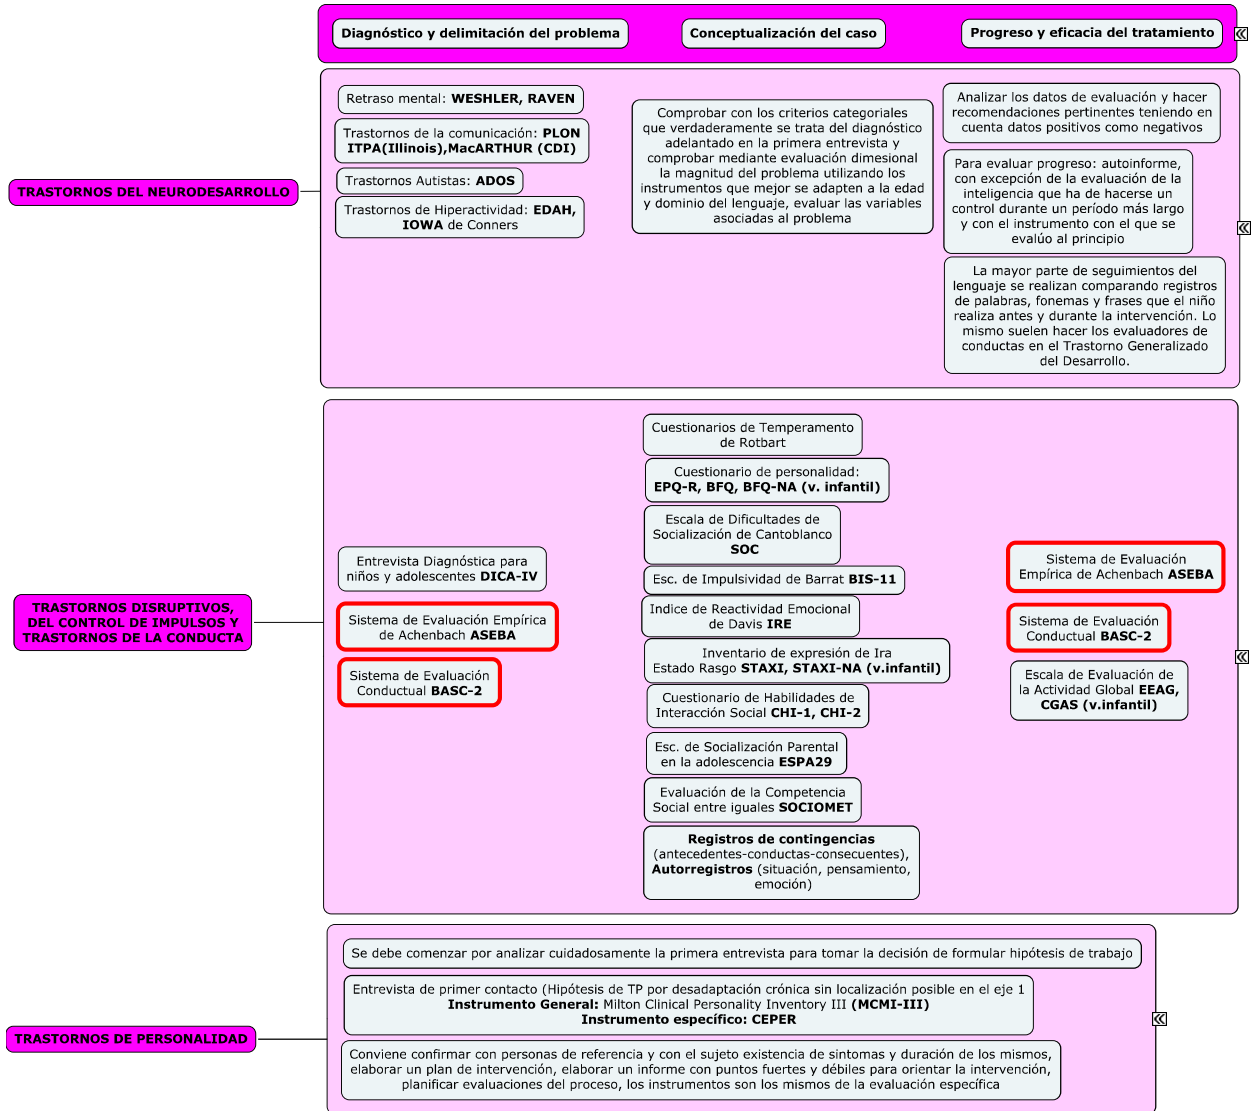 Diagnóstico y delimitación del problema
Conceptualización del caso
Progreso y eficacia del tratamiento
TRASTORNOS DEL NEURODESARROLLO
Retraso mental: WESHLER, RAVEN
Trastornos de la comunicación: PLON
ITPA(Illinois),MacARTHUR (CDI)
Trastornos Autistas: ADOS
Trastornos de Hiperactividad: EDAH,
IOWA de Conners
Comprobar con los criterios categoriales
que verdaderamente se trata del diagnóstico
adelantado en la primera entrevista y
comprobar mediante evaluación dimesional
la magnitud del problema utilizando los
instrumentos que mejor se adapten a la edad
y dominio del lenguaje, evaluar las variables
asociadas al problema
Analizar los datos de evaluación y hacer
recomendaciones pertinentes teniendo en
cuenta datos positivos como negativos
Para evaluar progreso: autoinforme,
con excepción de la evaluación de la
inteligencia que ha de hacerse un
control durante un período más largo
y con el instrumento con el que se
evalúo al principio
La mayor parte de seguimientos del
lenguaje se realizan comparando registros
de palabras, fonemas y frases que el niño
realiza antes y durante la intervención. Lo
mismo suelen hacer los evaluadores de
conductas en el Trastorno Generalizado
del Desarrollo.
TRASTORNOS DISRUPTIVOS,
DEL CONTROL DE IMPULSOS Y
TRASTORNOS DE LA CONDUCTA
Entrevista Diagnóstica para
niños y adolescentes DICA-IV
Sistema de Evaluación Empírica
de Achenbach ASEBA
Sistema de Evaluación
Conductual BASC-2
Cuestionarios de Temperamento
de Rotbart
Cuestionario de personalidad:
EPQ-R, BFQ, BFQ-NA (v. infantil)
Escala de Dificultades de
Socialización de Cantoblanco
SOC
Esc. de Impulsividad de Barrat BIS-11
Indice de Reactividad Emocional
de Davis IRE
Inventario de expresión de Ira
Estado Rasgo STAXI, STAXI-NA (v.infantil)
Cuestionario de Habilidades de
Interacción Social CHI-1, CHI-2
Esc. de Socialización Parental
en la adolescencia ESPA29
Evaluación de la Competencia
Social entre iguales SOCIOMET
Registros de contingencias
(antecedentes-conductas-consecuentes),
Autorregistros (situación, pensamiento,
emoción)
Sistema de Evaluación
Empírica de Achenbach ASEBA
Sistema de Evaluación
Conductual BASC-2
Escala de Evaluación de
la Actividad Global EEAG,
CGAS (v.infantil)
TRASTORNOS DE PERSONALIDAD
Se debe comenzar por analizar cuidadosamente la primera entrevista para tomar la decisión de formular hipótesis de trabajo
Entrevista de primer contacto (Hipótesis de TP por desadaptación crónica sin localización posible en el eje 1
Instrumento General: Milton Clinical Personality Inventory III (MCMI-III)
Instrumento específico: CEPER
Conviene confirmar con personas de referencia y con el sujeto existencia de sintomas y duración de los mismos,
elaborar un plan de intervención, elaborar un informe con puntos fuertes y débiles para orientar la intervención,
planificar evaluaciones del proceso, los instrumentos son los mismos de la evaluación específica